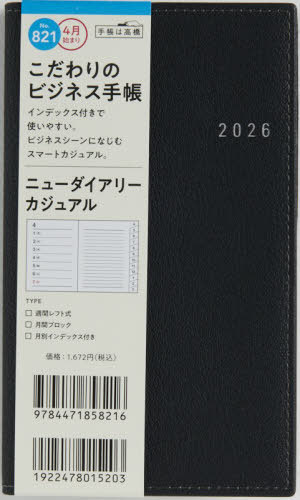 No.
821
4月
始まり
手帳は高橋
こだわりの
ビジネス手帳
インデックス付きで
使いやすい。
ビジネスシーンになじむ
スマートカジュアル。
2026
ニューダイアリー
カジュアル
TYPE
週間レフト式
月間ブロック
月別インデックス付き
価格：1,672円(税込)
9784471858216
1922478015203